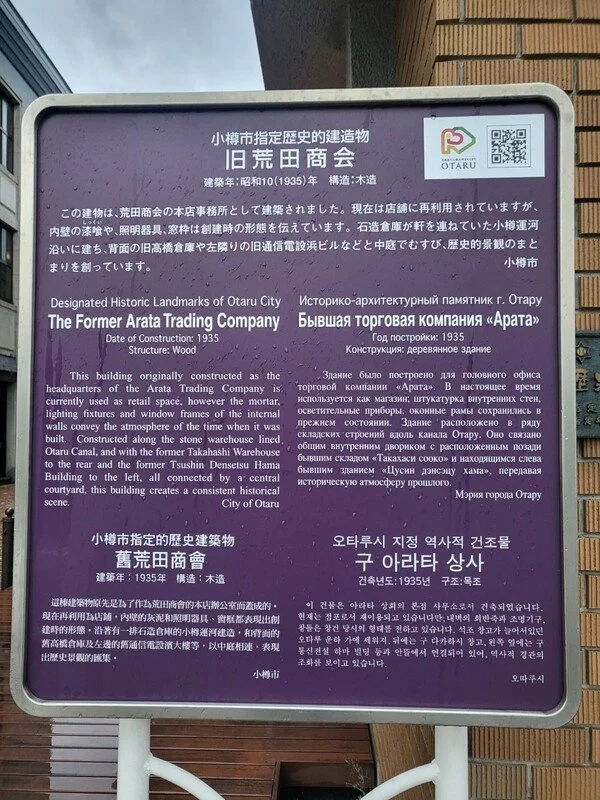 小樽市指定歴史的建造物
旧荒田商会
建築年:昭和10(1935)年 構造:木造
OTARU
この建物は、荒田商会の本店事務所として建築されました。現在は店舗に再利用されていますが、
内壁の漆喰や、照明器具、窓枠は創建時の形態を伝えています。石造倉庫が軒を連ねていた小樽運河
沿いに建ち、背面の旧高橋倉庫や左隣りの旧通信電設浜ビルなどと中庭でむすび、歴史的景観のまと
まりを創っています。
小樽市
Designated Historic Landmarks of Otaru City
The Former Arata Trading Company
Date of Construction: 1935
Structure: Wood
This building originally constructed as the
headquarters of the Arata Trading Company is
currently used as retail space, however the mortar,
lighting fixtures and window frames of the internal
walls convey the atmosphere of the time when it was
built. Constructed along the stone warehouse lined
Otaru Canal, and with the former Takahashi Warehouse
to the rear and the former Tsushin Densetsu Hama
Building to the left, all connected by a central
courtyard, this building creates a consistent historical
scene. City of Otaru
Историко-архитектурный памятник г. Отару
Бывшая торговая компания «Арата»
Год постройки: 1935
Конструкция: деревянное здание
Здание было построено для головного офиса
торговой компании «Арата». В настоящее время
используется как магазин; штукатурка внутренних стен,
осветительные приборы, оконные рамы сохранились в
прежнем состоянии. Здание расположено в ряду
складских строений вдоль канала Отару. Оно связано
общим внутренним двориком с расположенным позади
бывшим складом «Такахаси сооко» и находящимся слева
бывшим зданием «Цусин дэнсэцу хама», передавая
историческую атмосферу прошлого.
Мэрия города Отару
小樽市指定的歷史建築物
舊荒田商會
建築年：1935年 構造：木造
這棟建築物原先是為了作為荒田商會的本店辦公室而蓋成的。
現在再利用為店鋪，內壁的灰泥和照明器具、窗框都表現出創
建時的形態。沿著有一排石造倉庫的小樽運河建造，和背面的
舊高橋倉庫及左邊的舊通信電設濱大樓等，以中庭相連，表現
出歷史景觀的匯集。
小樽市
오타루시 지정 역사적 건조물
구 아라타 상사
건축년도:1935년 구조:목조
이 건물은 아라타 상회의 본점 사무소로서 건축되었습니다.
현재는 점포로서 재이용되고 있습니다만, 내벽의 회반죽과 조명기구,
창틀은 창건 당시의 형태를 전하고 있습니다. 석조 창고가 늘어서있던
오타루 운하 가에 세워지, 뒤에는 구 다카하시 창고, 왼쪽 옆에는 구
통신전설 하마 빌딩 등과 안뜰에서 연결되어 있어, 역사적 경관의
조화를 보이고 있습니다.
오따루시